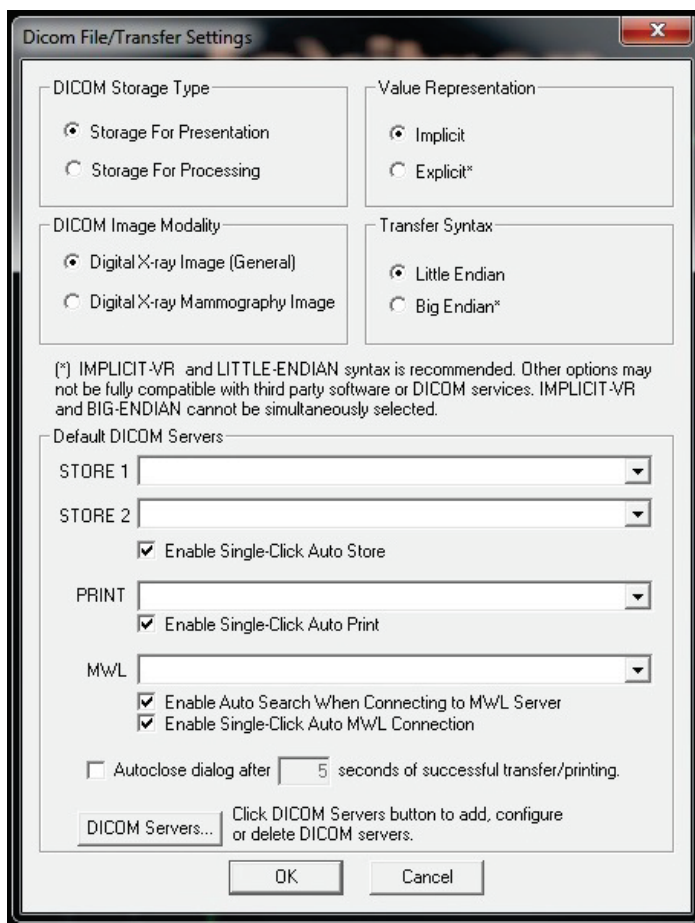 Dicom File/Transfer Settings
DICOM Storage Type
Storage For Presentation
Storage For Processing
Value Representation
Implicit
Explicit*
DICOM Image Modality
Digital X-ray Image (General)
Digital X-ray Mammography Image
Transfer Syntax
Little Endian
Big Endian*
(*) IMPLICIT-VR and LITTLE-ENDIAN syntax is recommended. Other options may
not be fully compatible with third party software or DICOM services. IMPLICIT-VR
and BIG-ENDIAN cannot be simultaneously selected.
Default DICOM Servers
STORE 1
STORE 2
Enable Single-Click Auto Store
PRINT
Enable Single-Click Auto Print
MWL
Enable Auto Search When Connecting to MWL Server
Enable Single-Click Auto MWL Connection
Autoclose dialog after 5 seconds of successful transfer/printing.
DICOM Servers...
Click DICOM Servers button to add, configure
or delete DICOM servers.
OK
Cancel